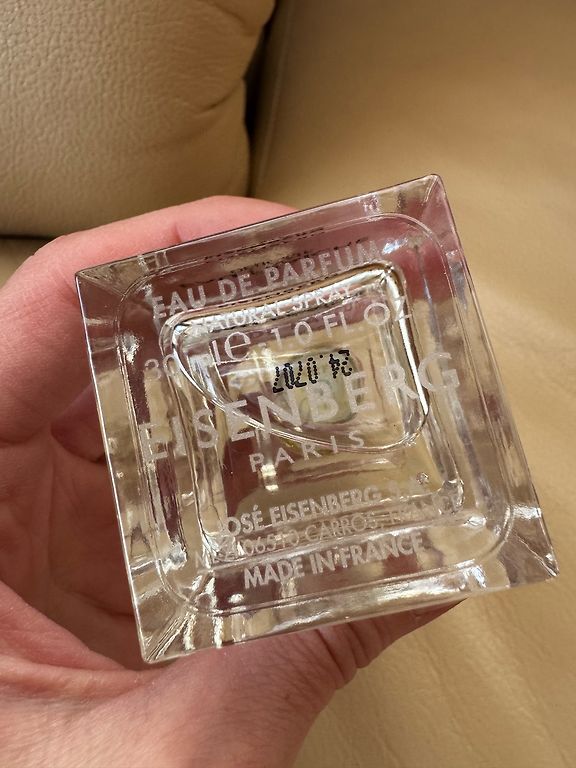 EAU DE PARFUM
NATURAL SPRAY
30 ml e 1.0 FL OZ
EISENBERG
PARIS
JOSÉ EISENBERG
06510 CARROS, FRANCE
MADE IN FRANCE